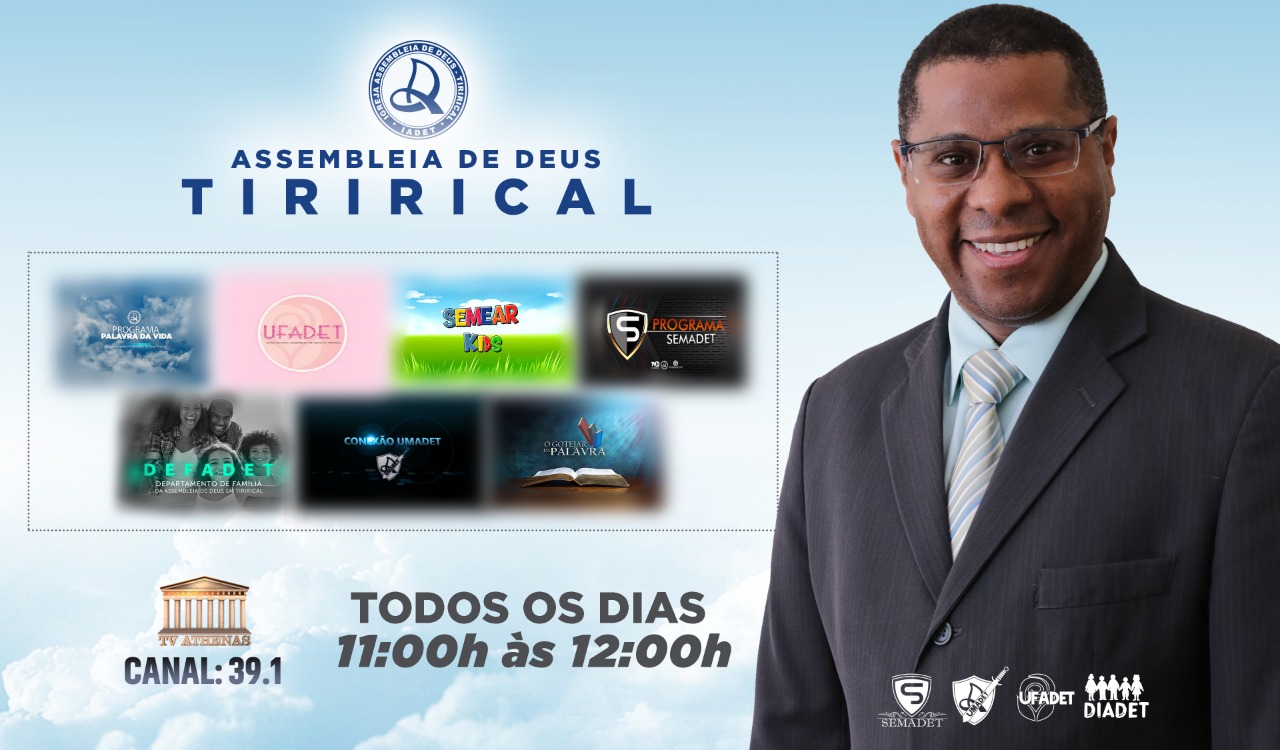 IGREJA ASSEMBLEIA DE DEUS - TIRIRICAL
• IADET •
ASSEMBLEIA DE DEUS
TIRIRICAL
PROGRAMA
PALAVRA DA VIDA
UFADET
SEMEAR
KIDS
S
PROGRAMA
SEMADET
DEFADET
DEPARTAMENTO DE FAMÍLIA
DA ASSEMBLEIA DE DEUS EM TIRIRICAL
CONEXÃO UMADET
O GOTEJAR
DA PALAVRA
TV ATHENAS
CANAL: 39.1
TODOS OS DIAS
11:00h às 12:00h
S
SEMADET
UMADET
UFADET
DIADET